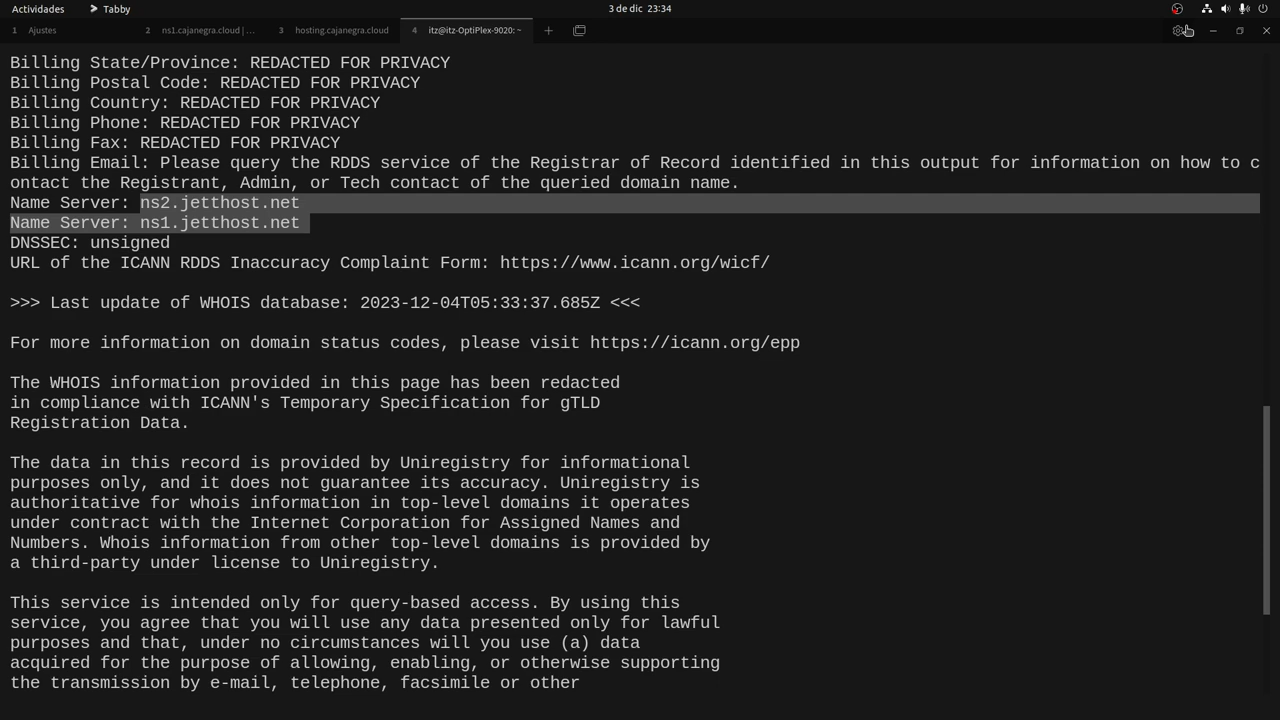 Actividades
Tabby
3 de dic 23:34
1 Ajustes
2 ns1.cajanegra.cloud | ...
3 hosting.cajanegra.cloud
4 itz@itz-OptiPlex-9020: ~
Billing State/Province: REDACTED FOR PRIVACY
Billing Postal Code: REDACTED FOR PRIVACY
Billing Country: REDACTED FOR PRIVACY
Billing Phone: REDACTED FOR PRIVACY
Billing Fax: REDACTED FOR PRIVACY
Billing Email: Please query the RDDS service of the Registrar of Record identified in this output for information on how to c
ontact the Registrant, Admin, or Tech contact of the queried domain name.
Name Server: ns2.jetthost.net
Name Server: ns1.jetthost.net
DNSSEC: unsigned
URL of the ICANN RDDS Inaccuracy Complaint Form: https://www.icann.org/wicf/
>>> Last update of WHOIS database: 2023-12-04T05:33:37.685Z <<<
For more information on domain status codes, please visit https://icann.org/epp
The WHOIS information provided in this page has been redacted
in compliance with ICANN's Temporary Specification for gTLD
Registration Data.
The data in this record is provided by Uniregistry for informational
purposes only, and it does not guarantee its accuracy. Uniregistry is
authoritative for whois information in top-level domains it operates
under contract with the Internet Corporation for Assigned Names and
Numbers. Whois information from other top-level domains is provided by
a third-party under license to Uniregistry.
This service is intended only for query-based access. By using this
service, you agree that you will use any data presented only for lawful
purposes and that, under no circumstances will you use (a) data
acquired for the purpose of allowing, enabling, or otherwise supporting
the transmission by e-mail, telephone, facsimile or other